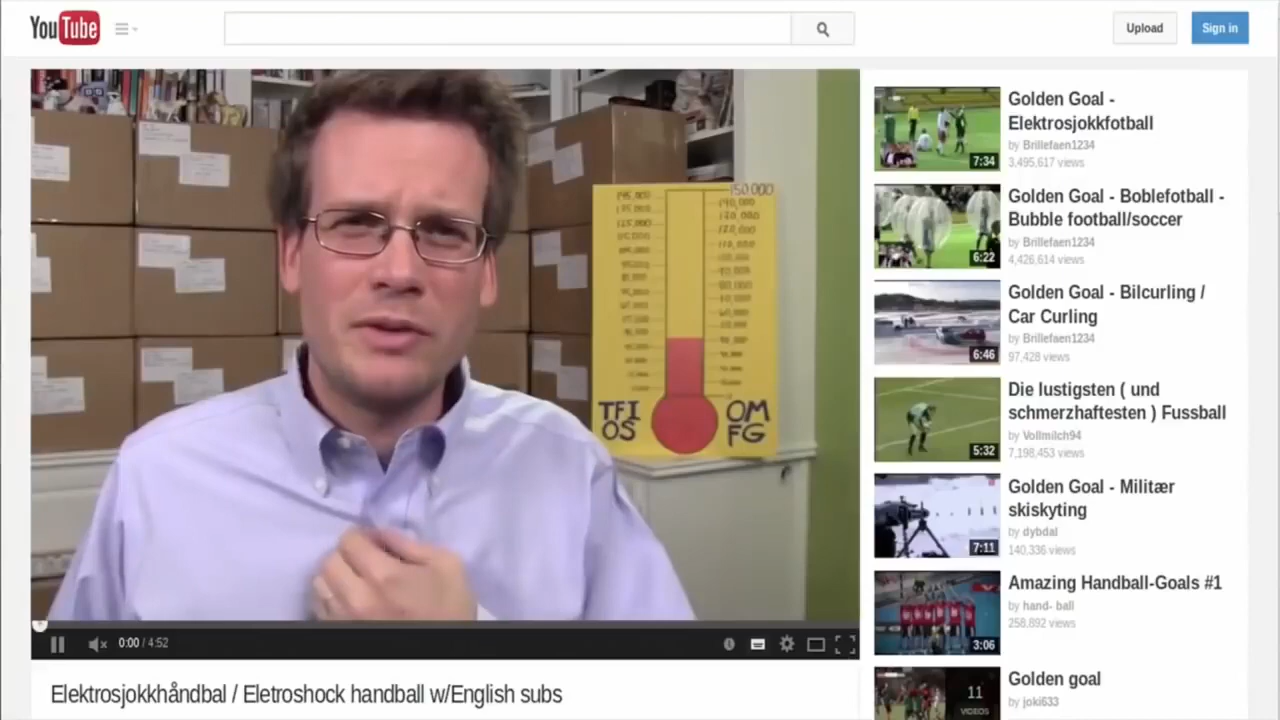 YouTube
Upload
Sign in
150,000
TFI
OS
OM
FG
0:00 / 4:52
Elektrosjokkhåndbal / Eletroshock handball w/English subs
7:34
Golden Goal -
Elektrosjokkfotball
by Brillefaen1234
3,495,617 views
6:22
Golden Goal - Boblefotball -
Bubble football/soccer
by Brillefaen1234
4,426,614 views
6:46
Golden Goal - Bilcurling /
Car Curling
by Brillefaen1234
97,428 views
5:32
Die lustigsten ( und
schmerzhaftesten ) Fussball
by Vollmilch94
7,198,453 views
7:11
Golden Goal - Militær
skiskyting
by dybdal
140,336 views
3:06
Amazing Handball-Goals #1
by hand- ball
258,892 views
11
VIDEOS
Golden goal
by joki633